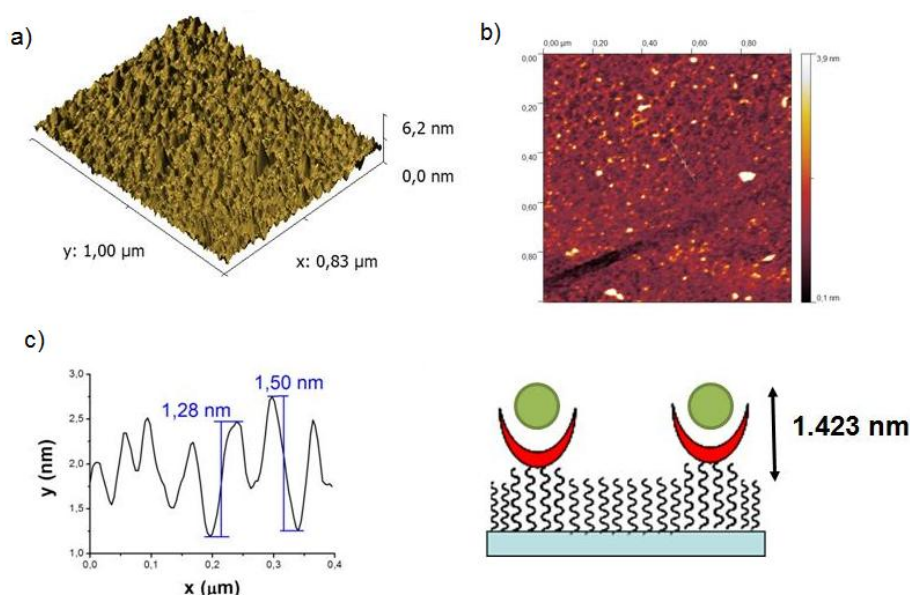 a)
6,2 nm
0,0 nm
y: 1,00 µm
x: 0,83 µm
b)
0,00 µm 0,20 0,40 0,60 0,80
0,00
0,20
0,40
0,60
0,80
3,9 nm
0,1 nm
c)
3,0
2,5
2,0
1,5
1,0
y (nm)
1,28 nm
1,50 nm
0,0 0,1 0,2 0,3 0,4
x (µm)
1.423 nm